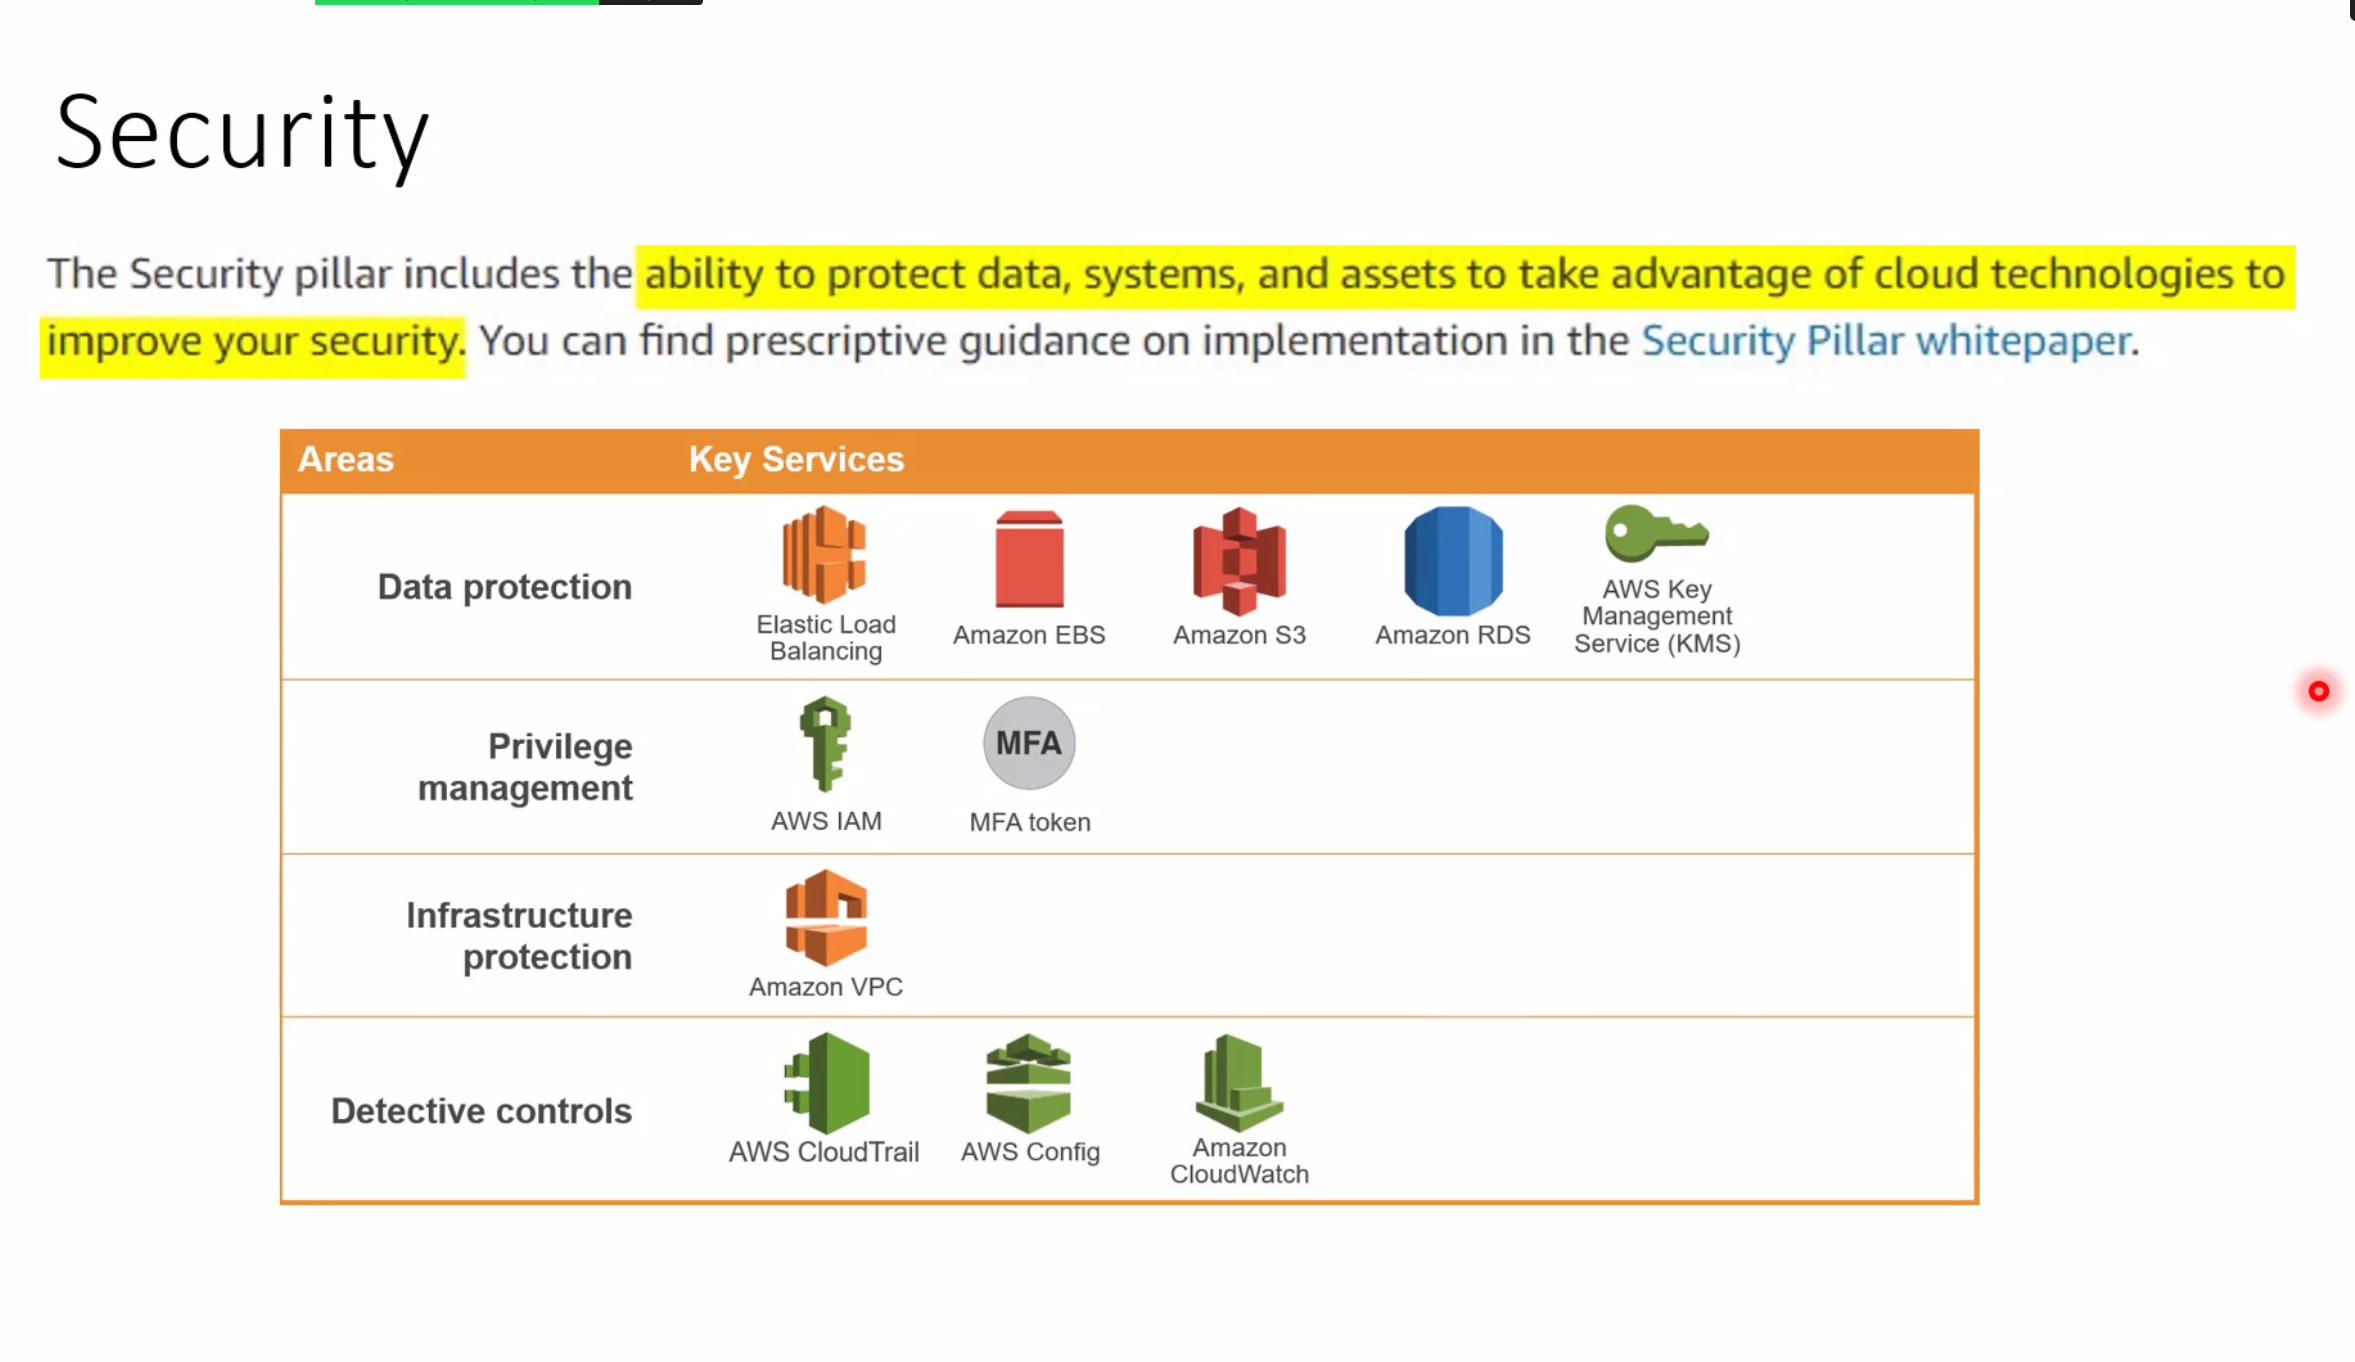 Security
The Security pillar includes the ability to protect data, systems, and assets to take advantage of cloud technologies to
improve your security. You can find prescriptive guidance on implementation in the Security Pillar whitepaper.
Areas Key Services
Data protection
Elastic Load
Balancing
Amazon EBS
Amazon S3
Amazon RDS
AWS Key
Management
Service (KMS)
Privilege
management
AWS IAM
MFA
MFA token
Infrastructure
protection
Amazon VPC
Detective controls
AWS CloudTrail
AWS Config
Amazon
CloudWatch